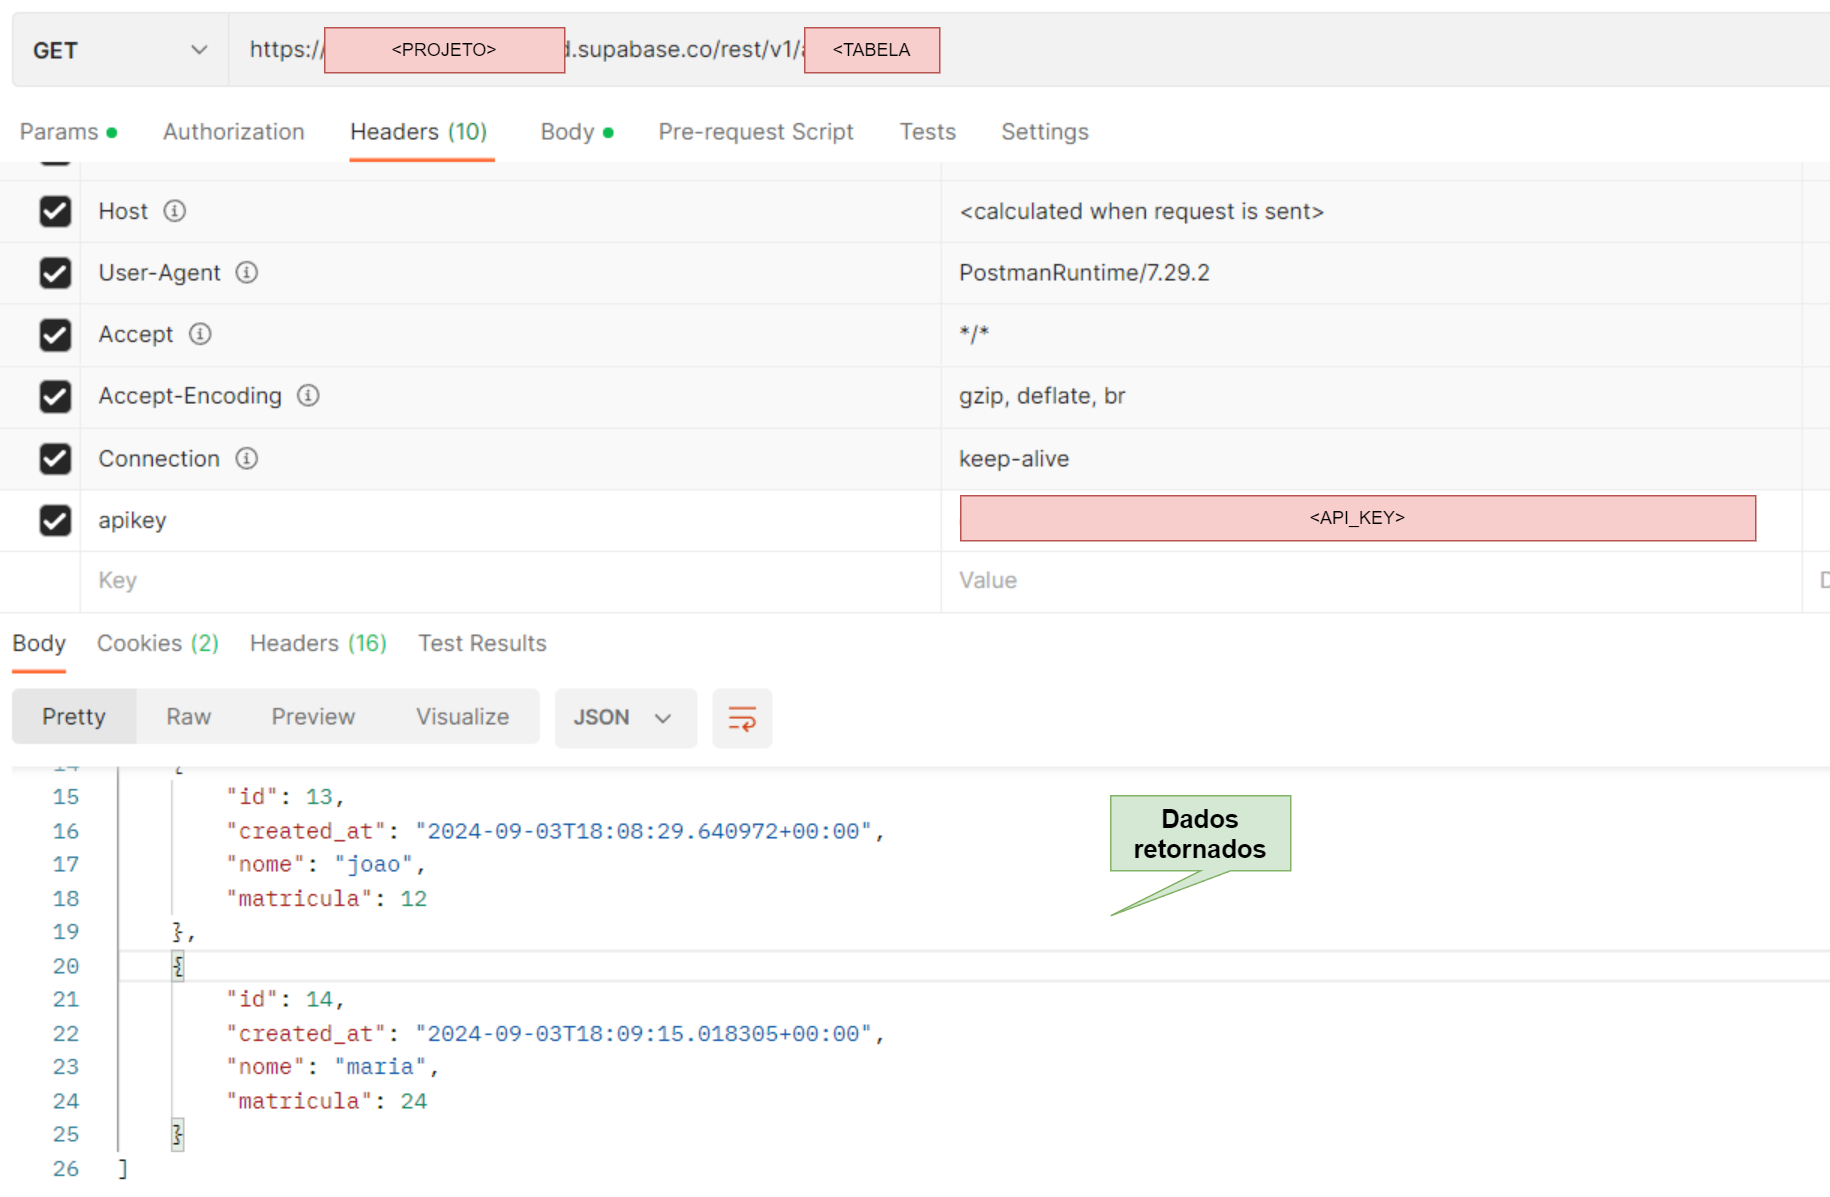 GET https://<PROJETO>d.supabase.co/rest/v1/a<TABELA
Params Authorization Headers (10) Body Pre-request Script Tests Settings
Host <calculated when request is sent>
User-Agent PostmanRuntime/7.29.2
Accept */*
Accept-Encoding gzip, deflate, br
Connection keep-alive
apikey <API_KEY>
Key Value D
Body Cookies (2) Headers (16) Test Results
Pretty Raw Preview Visualize JSON
14 {
15 "id": 13,
16 "created_at": "2024-09-03T18:08:29.640972+00:00",
17 "nome": "joao",
18 "matricula": 12
19 },
20 {
21 "id": 14,
22 "created_at": "2024-09-03T18:09:15.018305+00:00",
23 "nome": "maria",
24 "matricula": 24
25 }
26 ]
Dados
retornados